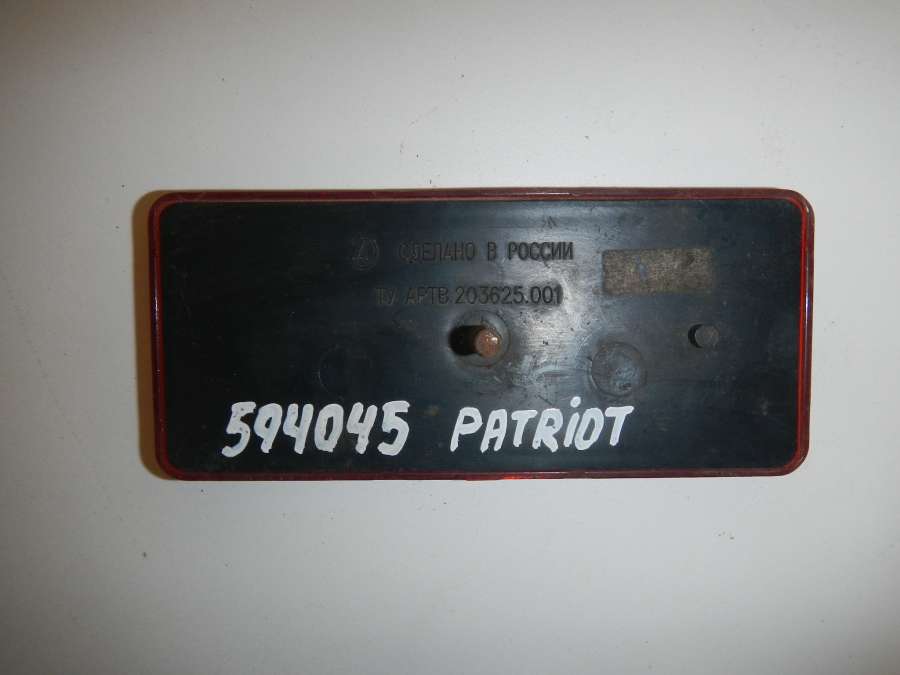 СДЕЛАНО В РОССИИ
ТУ АРТВ.203625.001
594045 PATRIOT